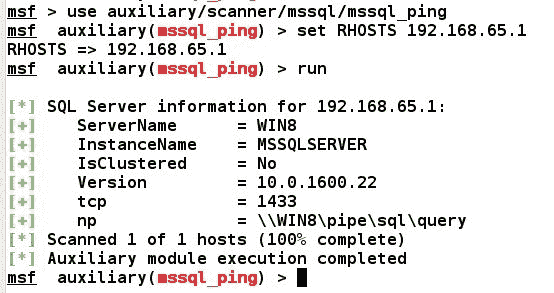 msf > use auxiliary/scanner/mssql/mssql_ping
msf  auxiliary(mssql_ping) > set RHOSTS 192.168.65.1
RHOSTS => 192.168.65.1
msf  auxiliary(mssql_ping) > run
[*] SQL Server information for 192.168.65.1:
[+]    ServerName      = WIN8
[+]    InstanceName    = MSSQLSERVER
[+]    IsClustered     = No
[+]    Version         = 10.0.1600.22
[+]    tcp             = 1433
[+]    np              = \\WIN8\pipe\sql\query
[*] Scanned 1 of 1 hosts (100% complete)
[*] Auxiliary module execution completed
msf  auxiliary(mssql_ping) >